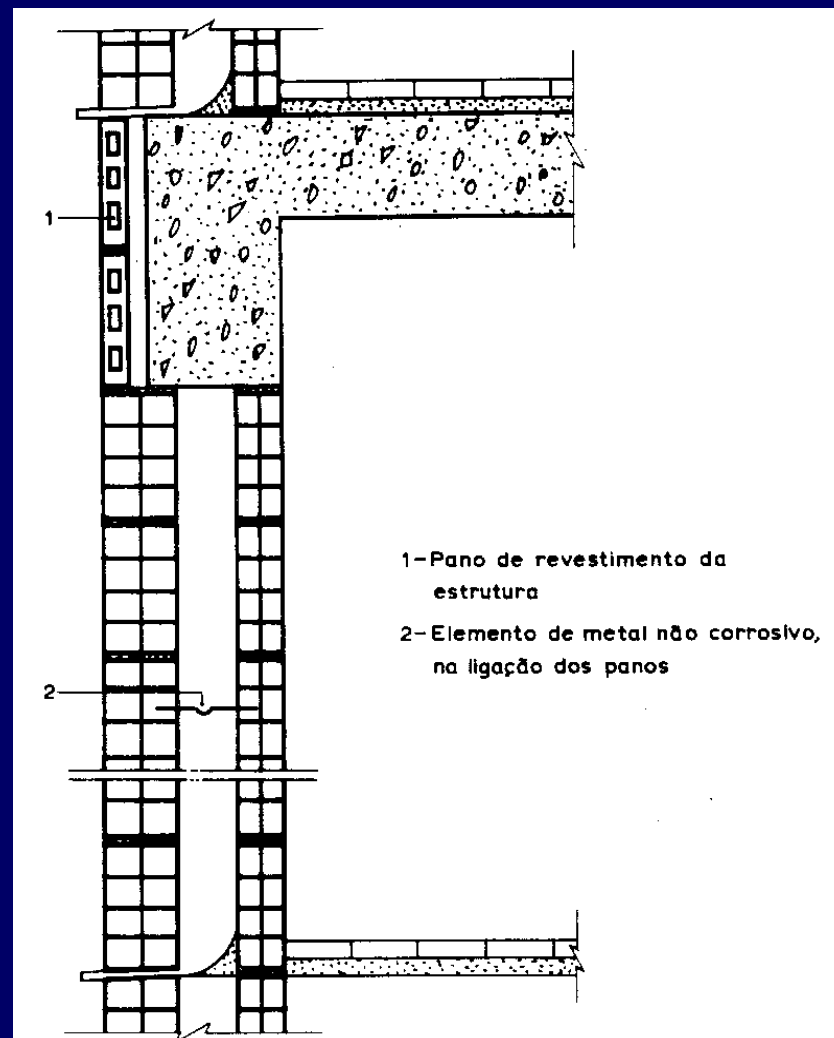 1
1-Pano de revestimento da
estrutura
2-Elemento de metal não corrosivo,
na ligação dos panos
2